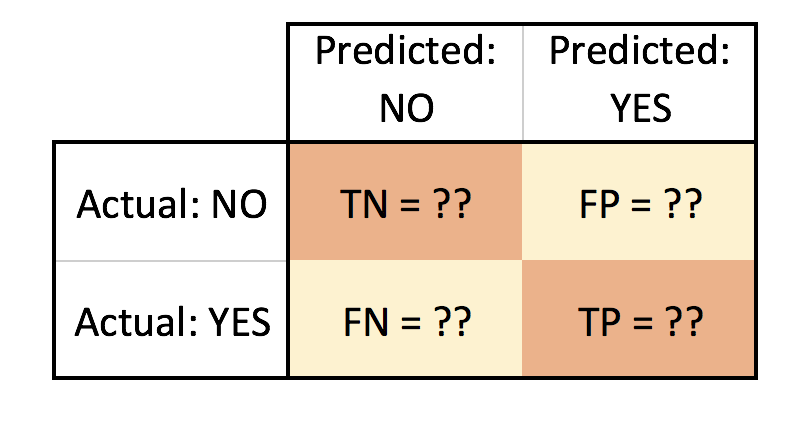 Predicted: Predicted:
NO YES
Actual: NO TN = ?? FP = ??
Actual: YES FN = ?? TP = ??